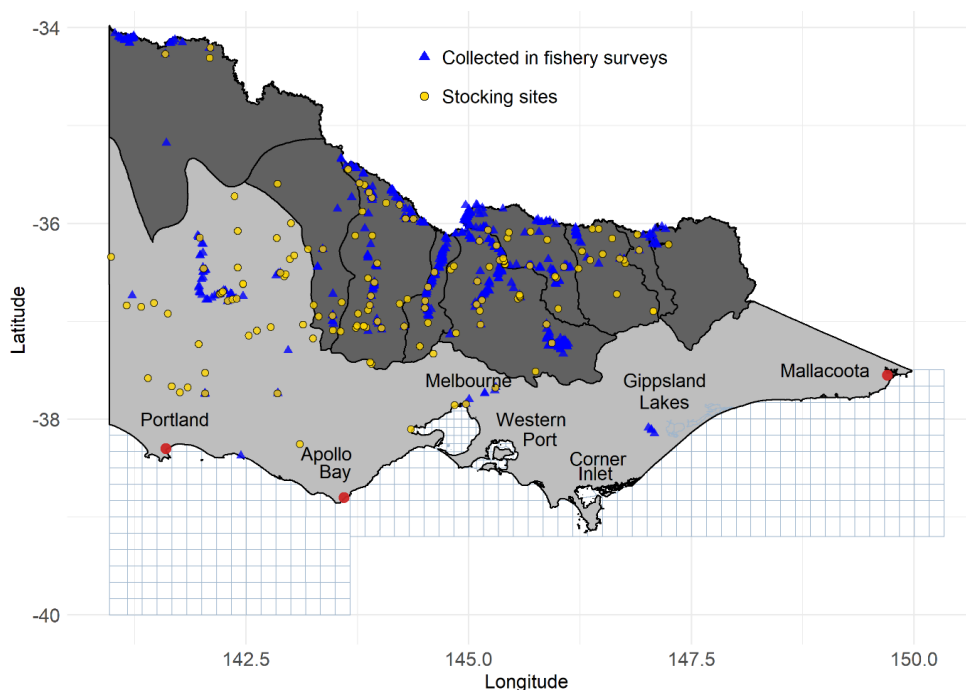 -34
Collected in fishery surveys
Stocking sites
-36
Latitude
Melbourne
Gippsland
Lakes
Mallacoota
-38
Portland
Western
Port
Apollo
Bay
Corner
Inlet
-40
142.5
145.0
147.5
150.0
Longitude